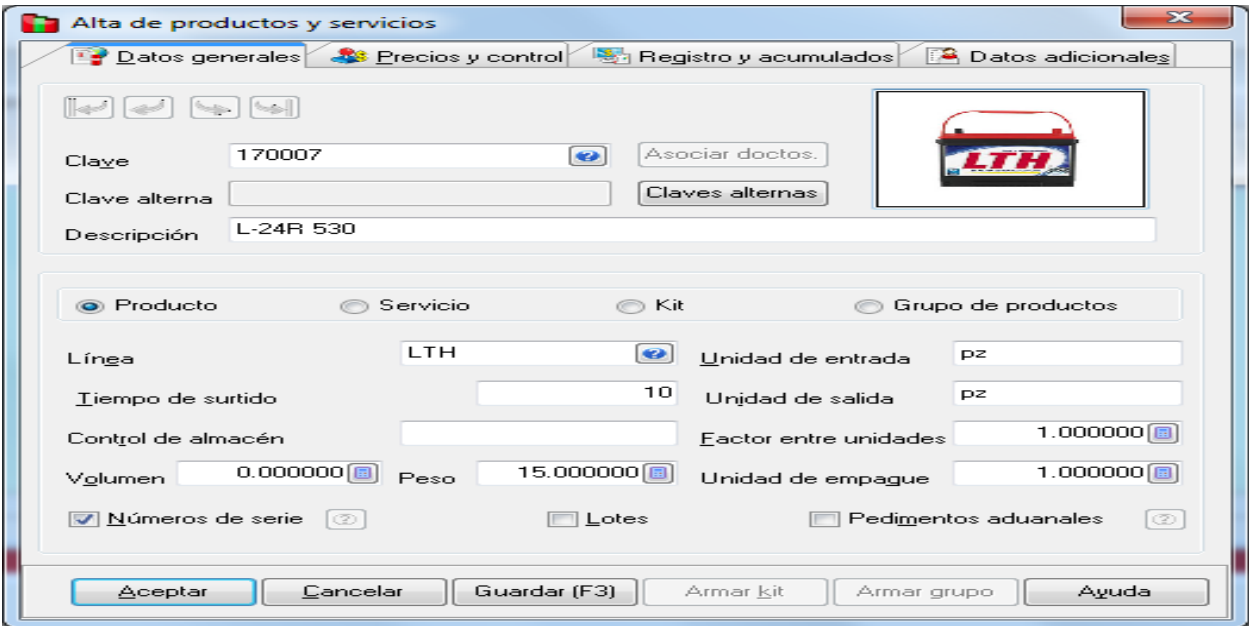 Alta de productos y servicios
Datos generales Precios y control Registro y acumulados Datos adicionales
LTH
Clave 170007 Asociar doctos.
Clave alterna Claves alternas
Descripción L-24R 530
Producto Servicio Kit Grupo de productos
Línea LTH Unidad de entrada pz
Tiempo de surtido 10 Unidad de salida pz
Control de almacén Factor entre unidades 1.000000
Volumen 0.000000 Peso 15.000000 Unidad de empaque 1.000000
Números de serie Lotes Pedimentos aduanales
Aceptar Cancelar Guardar (F3) Armar kit Armar grupo Ayuda